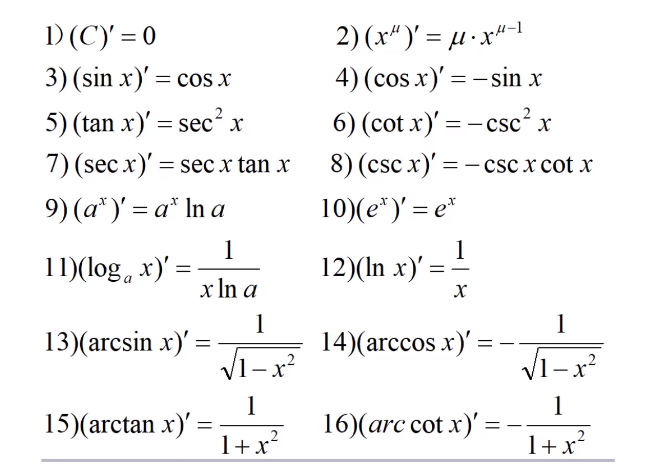 1) (C)′ = 0 2) (x^μ)′ = μ · x^(μ−1)
3) (sin x)′ = cos x 4) (cos x)′ = − sin x
5) (tan x)′ = sec² x 6) (cot x)′ = − csc² x
7) (sec x)′ = sec x tan x 8) (csc x)′ = − csc x cot x
9) (a^x)′ = a^x ln a 10)(e^x)′ = e^x
11)(log_a x)′ = 1/(x ln a) 12)(ln x)′ = 1/x
13)(arcsin x)′ = 1/√(1 − x²) 14)(arccos x)′ = − 1/√(1 − x²)
15)(arctan x)′ = 1/(1 + x²) 16)(arc cot x)′ = − 1/(1 + x²)